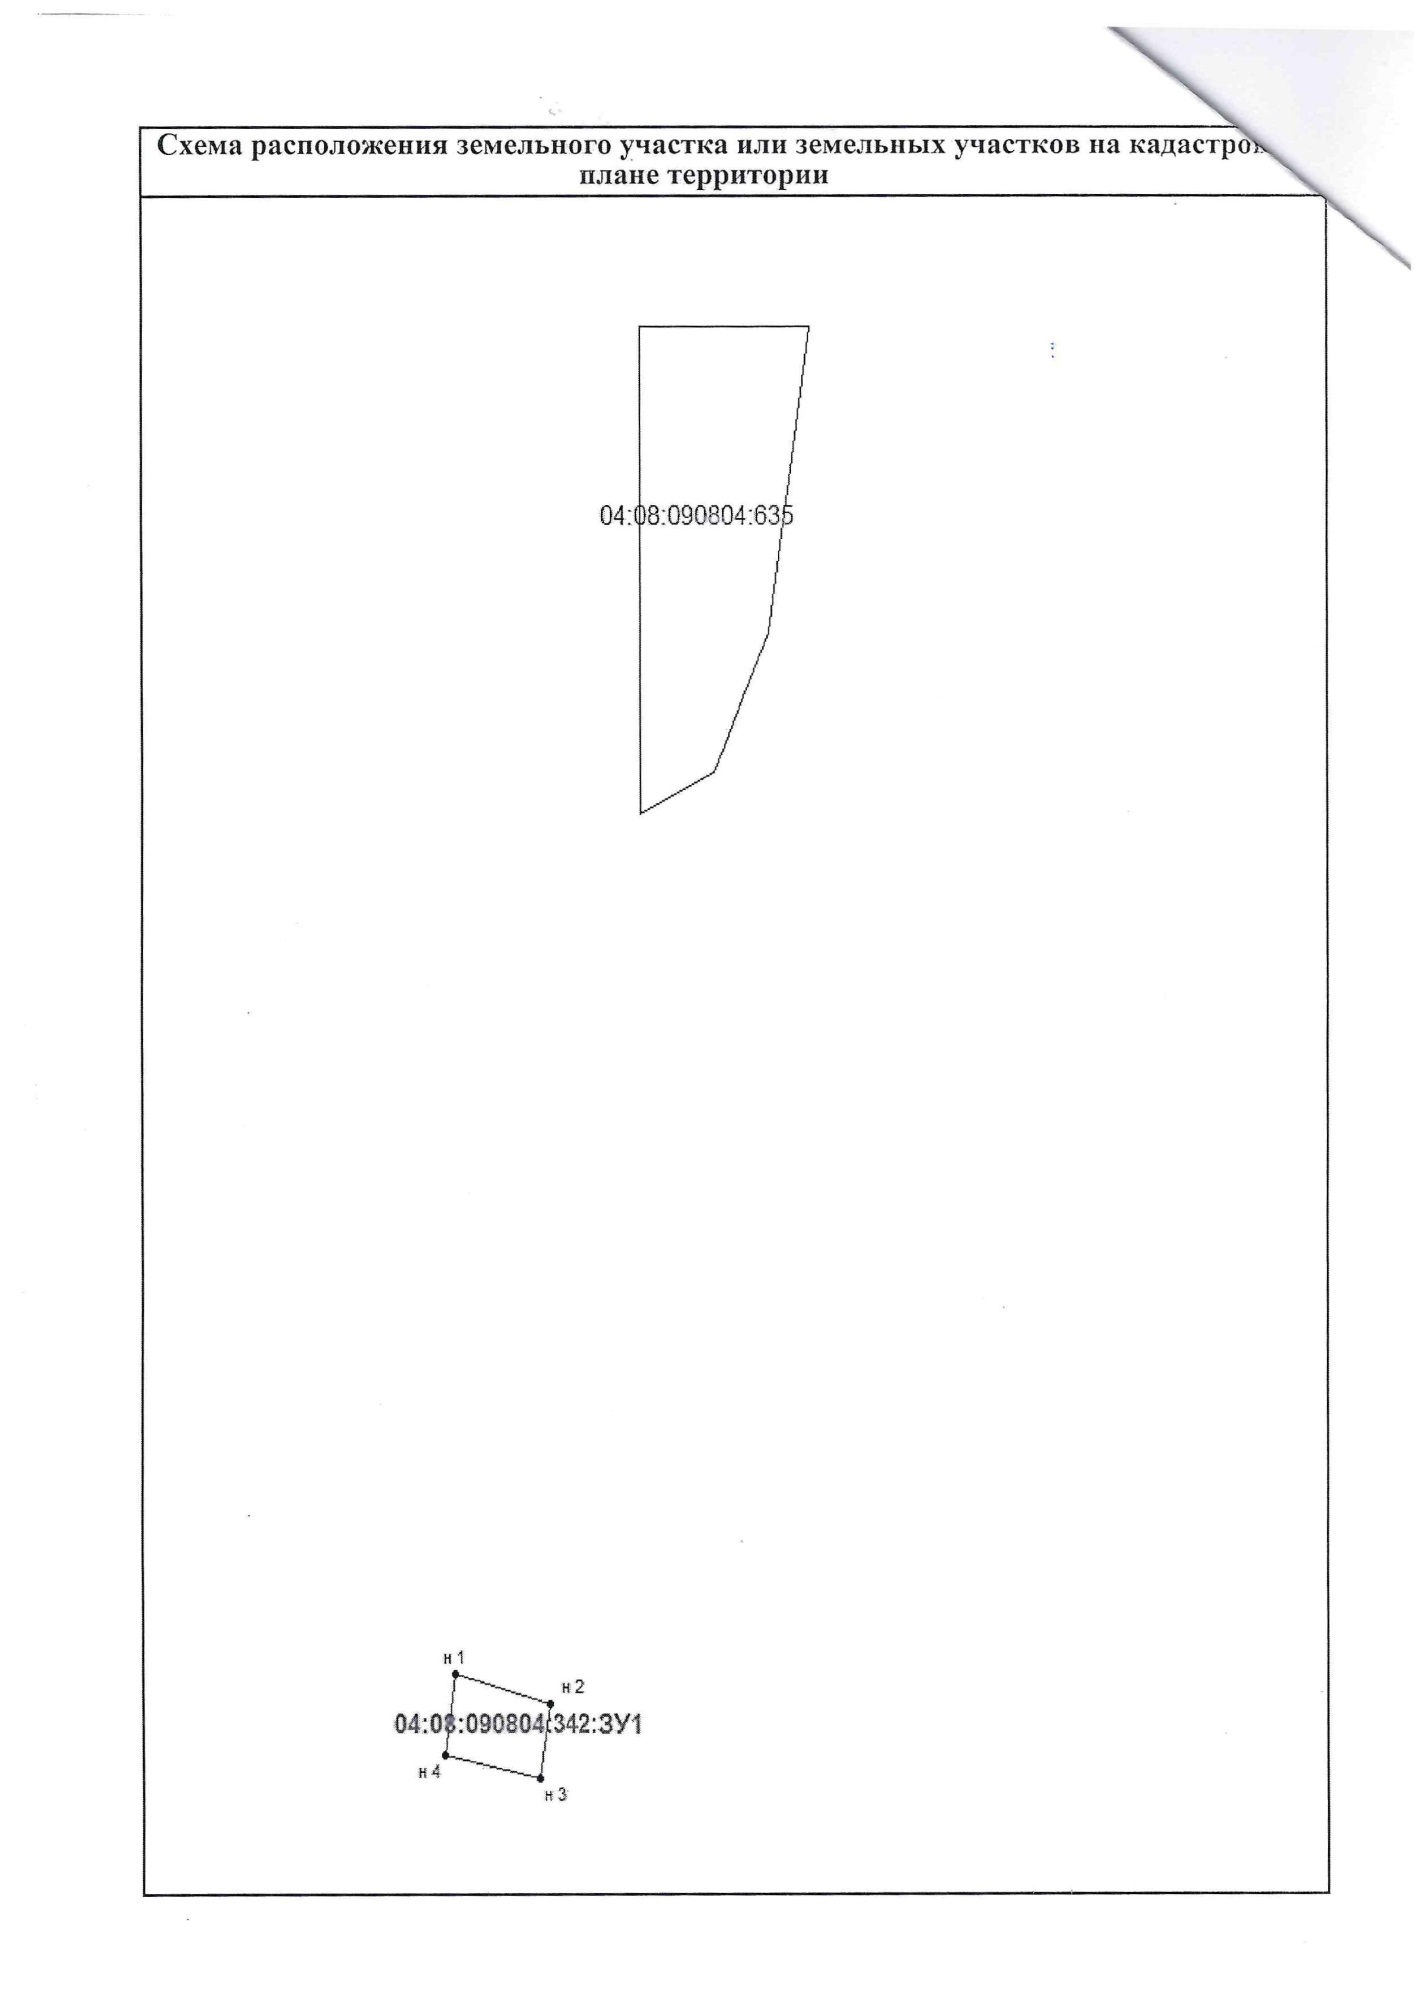 Схема расположения земельного участка или земельных участков на
плане территории
04:08:090804:635
н 1
н 2
04:08:090804:342:ЗУ1
н 4
н 3